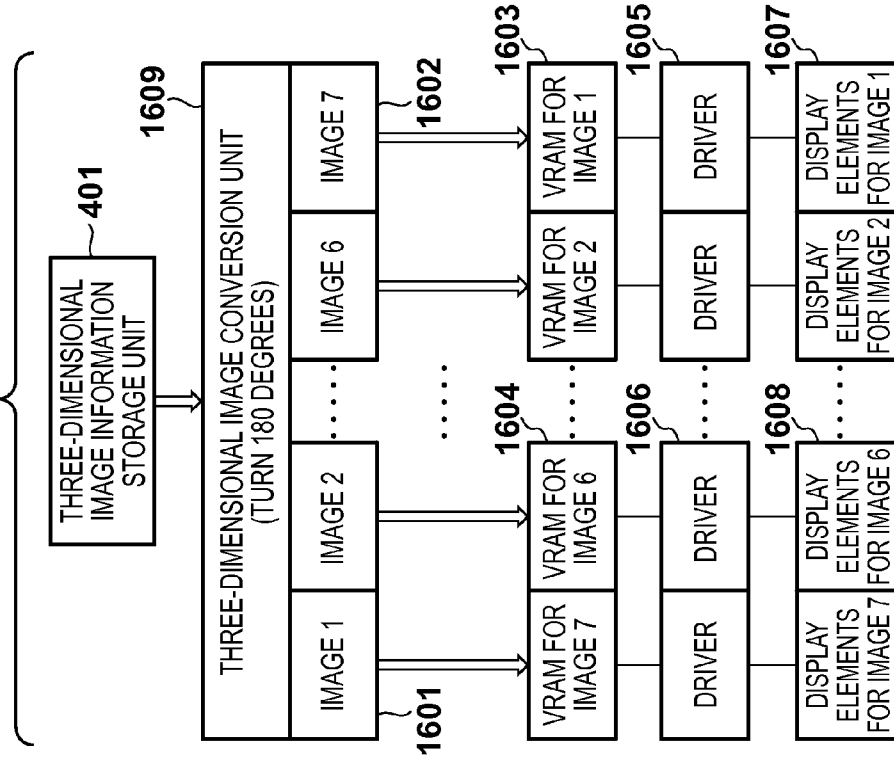 THREE-DIMENSIONAL
IMAGE INFORMATION
STORAGE UNIT
401
THREE-DIMENSIONAL IMAGE CONVERSION UNIT
(TURN 180 DEGREES)
1609
IMAGE 1
IMAGE 2
IMAGE 6
IMAGE 7
1601
1602
VRAM FOR
IMAGE 7
VRAM FOR
IMAGE 6
1604
VRAM FOR
IMAGE 2
VRAM FOR
IMAGE 1
1603
DRIVER
DRIVER
1606
DRIVER
DRIVER
1605
DISPLAY
ELEMENTS
FOR IMAGE 7
DISPLAY
ELEMENTS
FOR IMAGE 6
1608
DISPLAY
ELEMENTS
FOR IMAGE 2
DISPLAY
ELEMENTS
FOR IMAGE 1
1607